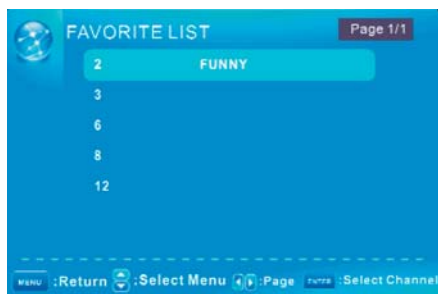 FAVORITE LIST Page 1/1
2 FUNNY
3
6
8
12
MENU :Return :Select Menu :Page ENTER :Select Channel